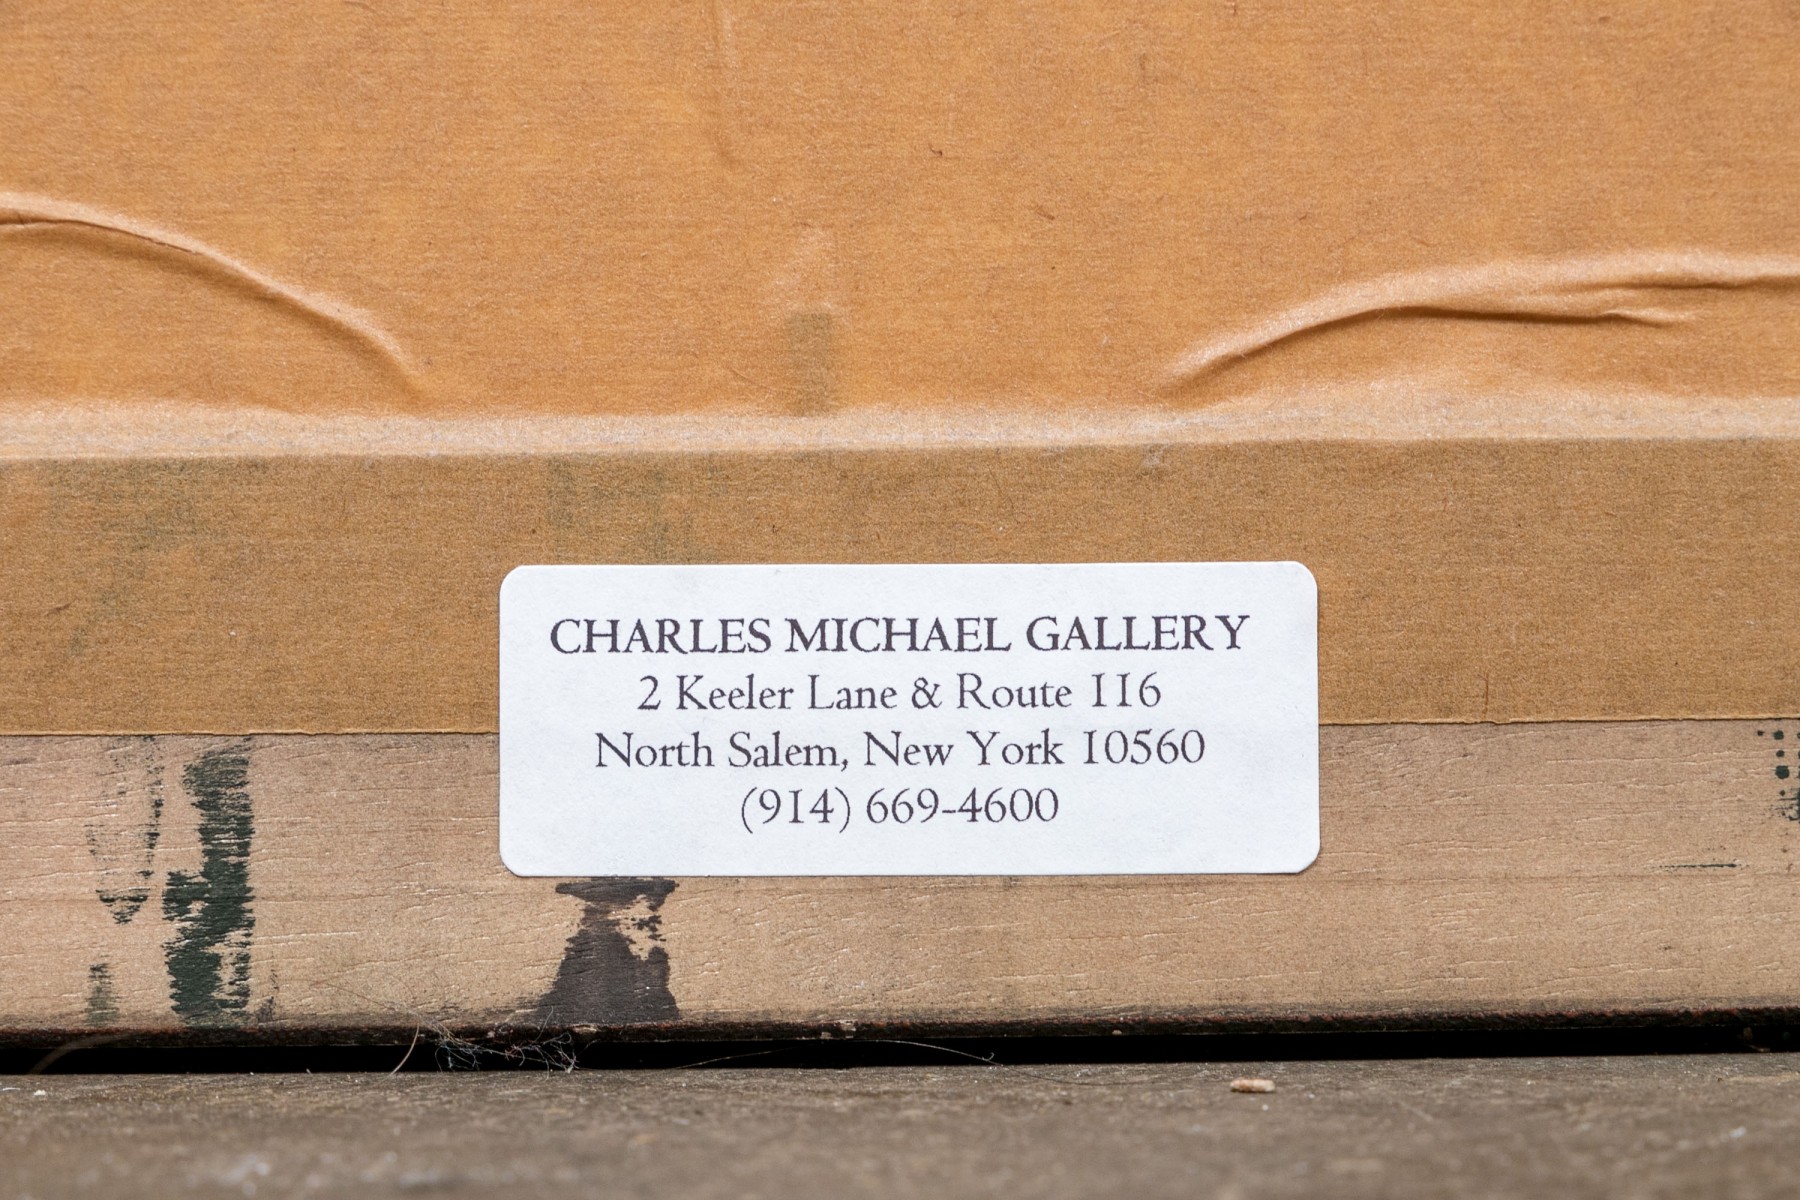 CHARLES MICHAEL GALLERY
2 Keeler Lane & Route 116
North Salem, New York 10560
(914) 669-4600